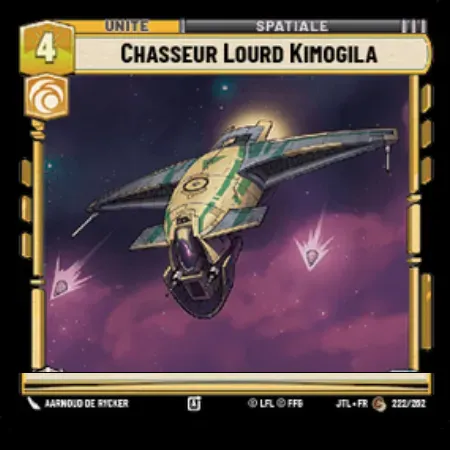 UNITÉ
SPATIALE
4
CHASSEUR LOURD KIMOGILA
AARNOUD DE RYCKER
© LFL © FFG
JTL • FR
222/262